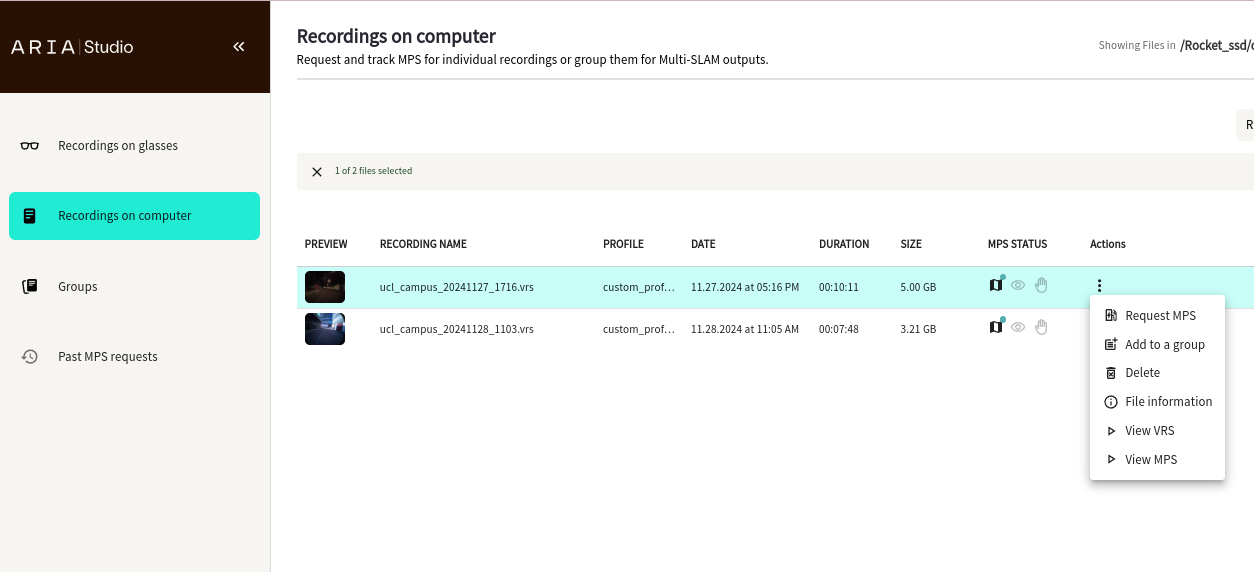 ARIA | Studio
Recordings on glasses
Recordings on computer
Groups
Past MPS requests
Recordings on computer
Request and track MPS for individual recordings or group them for Multi-SLAM outputs.
Showing Files in /Rocket_ssd/
1 of 2 files selected
PREVIEW RECORDING NAME PROFILE DATE DURATION SIZE MPS STATUS Actions
ucl_campus_20241127_1716.vrs custom_prof... 11.27.2024 at 05:16 PM 00:10:11 5.00 GB
ucl_campus_20241128_1103.vrs custom_prof... 11.28.2024 at 11:05 AM 00:07:48 3.21 GB
Request MPS
Add to a group
Delete
File information
View VRS
View MPS